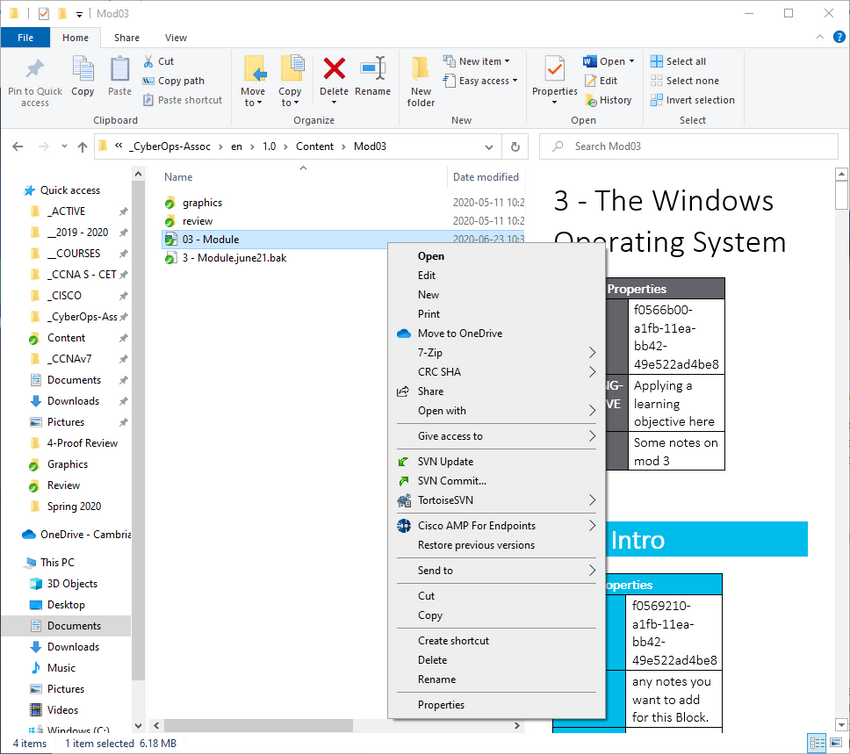 Mod03
File Home Share View
Pin to Quick access
Copy
Paste
Cut
Copy path
Paste shortcut
Clipboard
Move to
Copy to
Delete
Rename
Organize
New folder
New item
Easy access
New
Properties
Open
Edit
History
Open
Select all
Select none
Invert selection
Select
« _CyberOps-Assoc > en > 1.0 > Content > Mod03
Search Mod03
Quick access
_ACTIVE
__2019 - 2020
__COURSES
_CCNA S - CET
_CISCO
_CyberOps-Ass
Content
_CCNAv7
Documents
Downloads
Pictures
4-Proof Review
Graphics
Review
Spring 2020
OneDrive - Cambria
This PC
3D Objects
Desktop
Documents
Downloads
Music
Pictures
Videos
Windows (C:)
Name Date modified
graphics 2020-05-11 10:2
review 2020-05-11 10:2
03 - Module 2020-06-23 10:3
3 - Module.june21.bak
Open
Edit
New
Print
Move to OneDrive
7-Zip
CRC SHA
Share
Open with
Give access to
SVN Update
SVN Commit...
TortoiseSVN
Cisco AMP For Endpoints
Restore previous versions
Send to
Cut
Copy
Create shortcut
Delete
Rename
Properties
3 - The Windows
Operating System
Properties
f0566b00-
a1fb-11ea-
bb42-
49e522ad4be8
NG-
VE
Applying a
learning
objective here
Some notes on
mod 3
Intro
operties
f0569210-
a1fb-11ea-
bb42-
49e522ad4be8
any notes you
want to add
for this Block.
4 items 1 item selected 6.18 MB